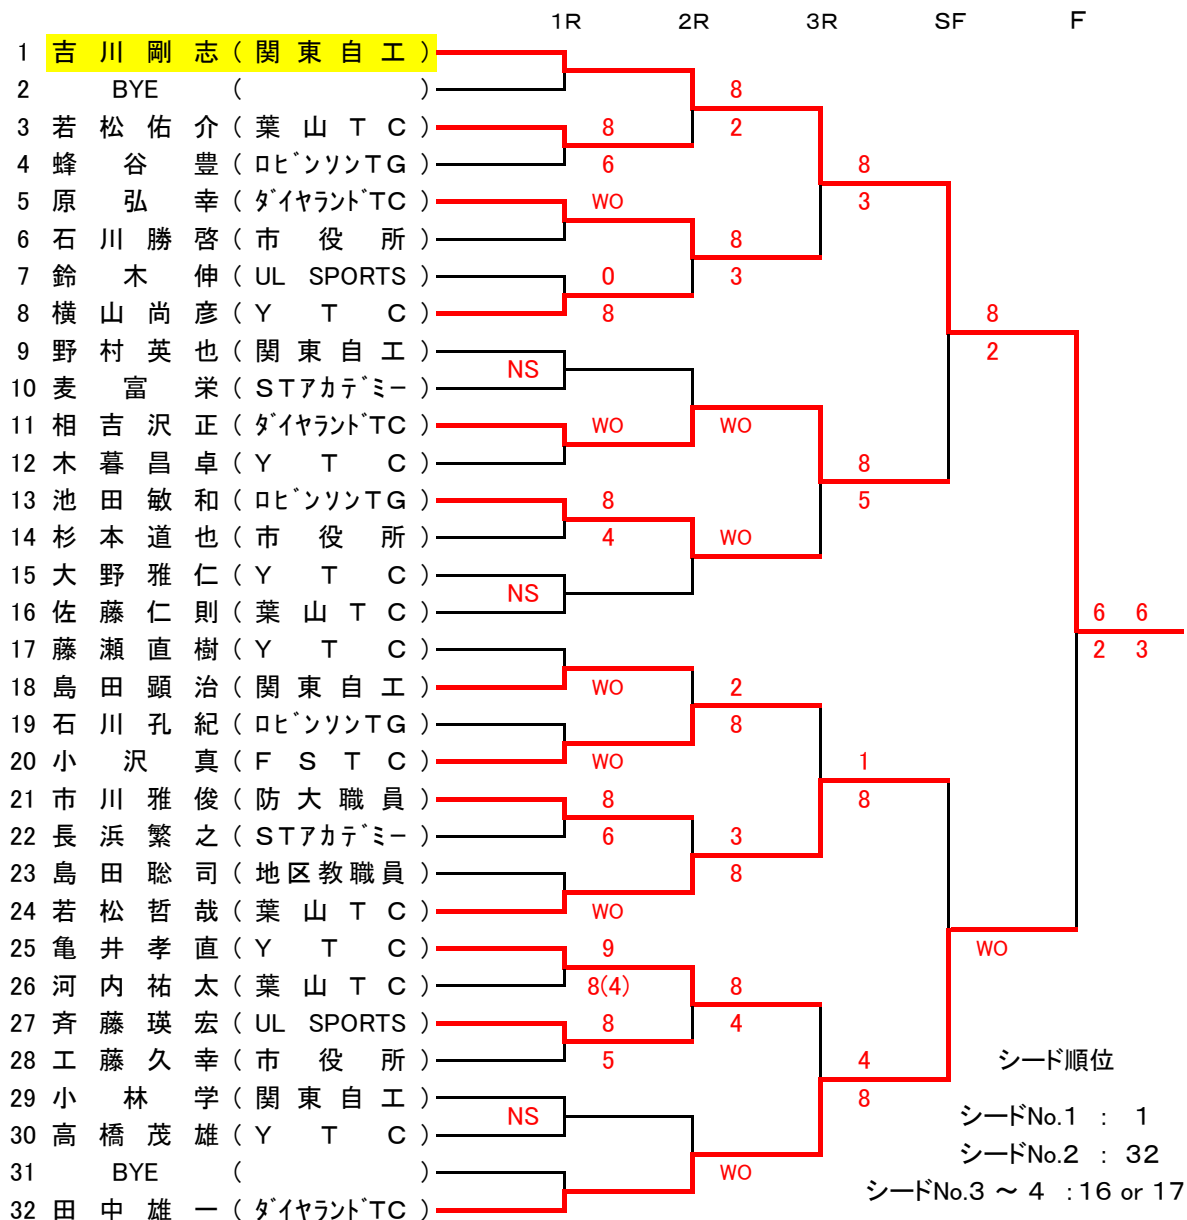 1R 2R 3R SF F
1 吉川剛志(関東自工)
2 BYE ( )
8
3 若松佑介(葉山TC)
8 2
4 蜂谷豊(ロビンソンTG)
6 8
5 原弘幸(ダイヤランドTC)
WO 3
6 石川勝啓(市役所)
8
7 鈴木伸(UL SPORTS)
0 3
8 横山尚彦(YTC)
8 8
9 野村英也(関東自工)
NS 2
10 麦富栄(STアカデミー)
11 相吉沢正(ダイヤランドTC)
WO WO
12 木暮昌卓(YTC)
8
13 池田敏和(ロビンソンTG)
8 5
14 杉本道也(市役所)
4 WO
15 大野雅仁(YTC)
NS
16 佐藤仁則(葉山TC)
6 6
17 藤瀬直樹(YTC)
2 3
18 島田顕治(関東自工)
WO 2
19 石川孔紀(ロビンソンTG)
8
20 小沢真(FSTC)
WO 1
21 市川雅俊(防大職員)
8 8
22 長浜繁之(STアカデミー)
6 3
23 島田聡司(地区教職員)
8
24 若松哲哉(葉山TC)
WO
25 亀井孝直(YTC)
9 WO
26 河内祐太(葉山TC)
8(4) 8
27 斉藤瑛宏(UL SPORTS)
8 4
28 工藤久幸(市役所)
5 4 シード順位
29 小林学(関東自工)
NS 8
シードNo.1 : 1
30 高橋茂雄(YTC)
シードNo.2 : 32
31 BYE ( )
WO
シードNo.3 ~ 4 :16 or 17
32 田中雄一(ダイヤランドTC)